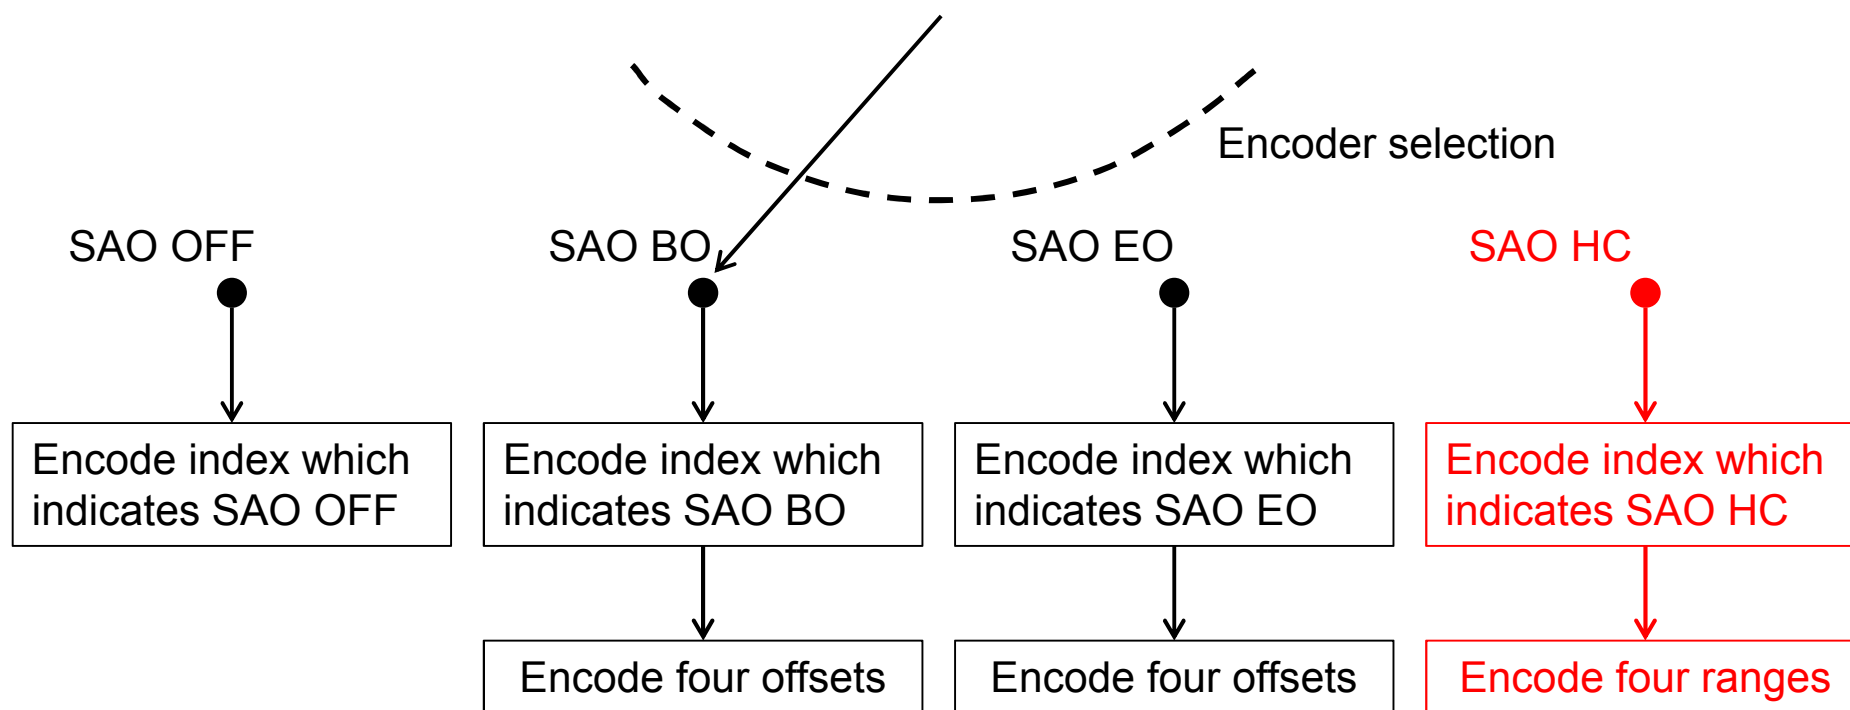 Encoder selection
SAO OFF
SAO BO
SAO EO
SAO HC
Encode index which
indicates SAO OFF
Encode index which
indicates SAO BO
Encode index which
indicates SAO EO
Encode index which
indicates SAO HC
Encode four offsets
Encode four offsets
Encode four ranges